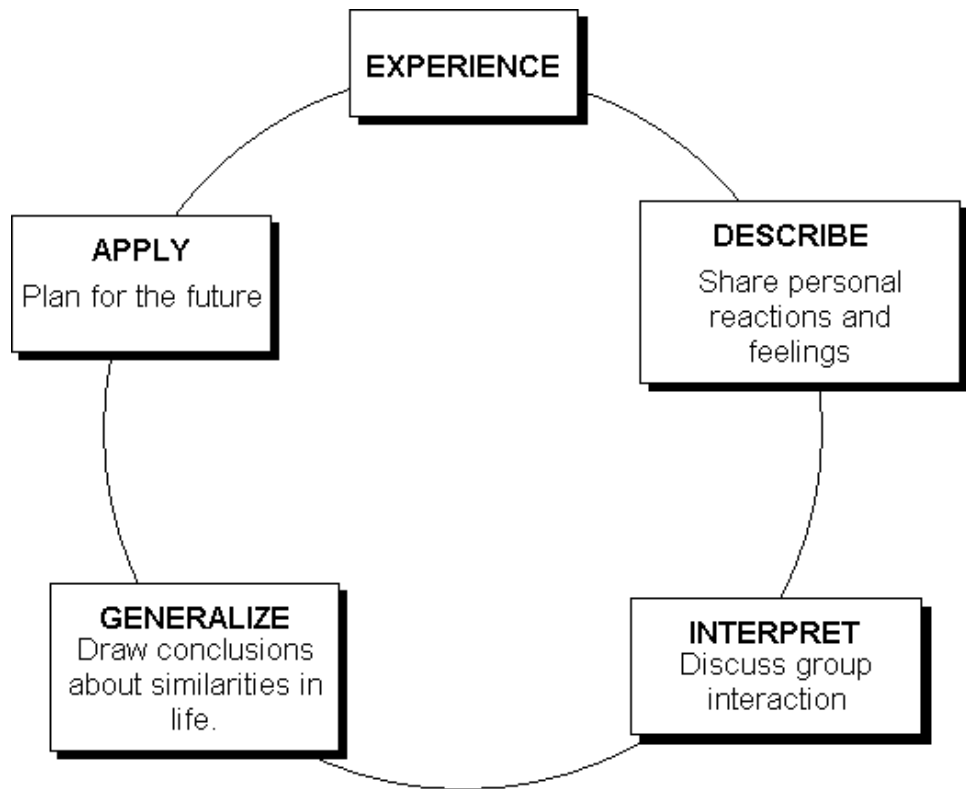 EXPERIENCE
DESCRIBE
Share personal
reactions and
feelings
INTERPRET
Discuss group
interaction
GENERALIZE
Draw conclusions
about similarities in
life.
APPLY
Plan for the future